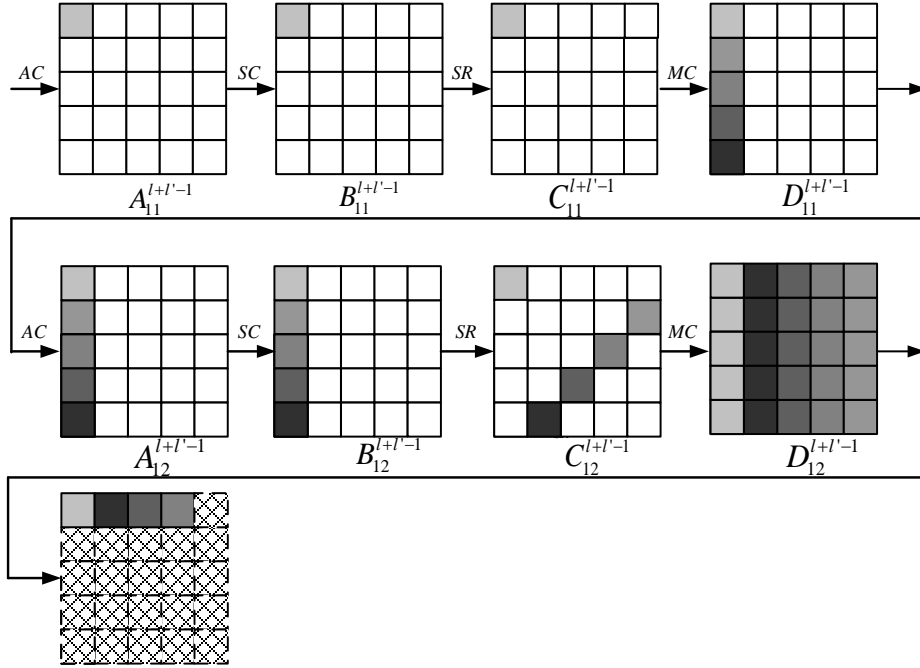 AC SC SR MC
A_{11}^{l+l'-1} B_{11}^{l+l'-1} C_{11}^{l+l'-1} D_{11}^{l+l'-1}
AC SC SR MC
A_{12}^{l+l'-1} B_{12}^{l+l'-1} C_{12}^{l+l'-1} D_{12}^{l+l'-1}